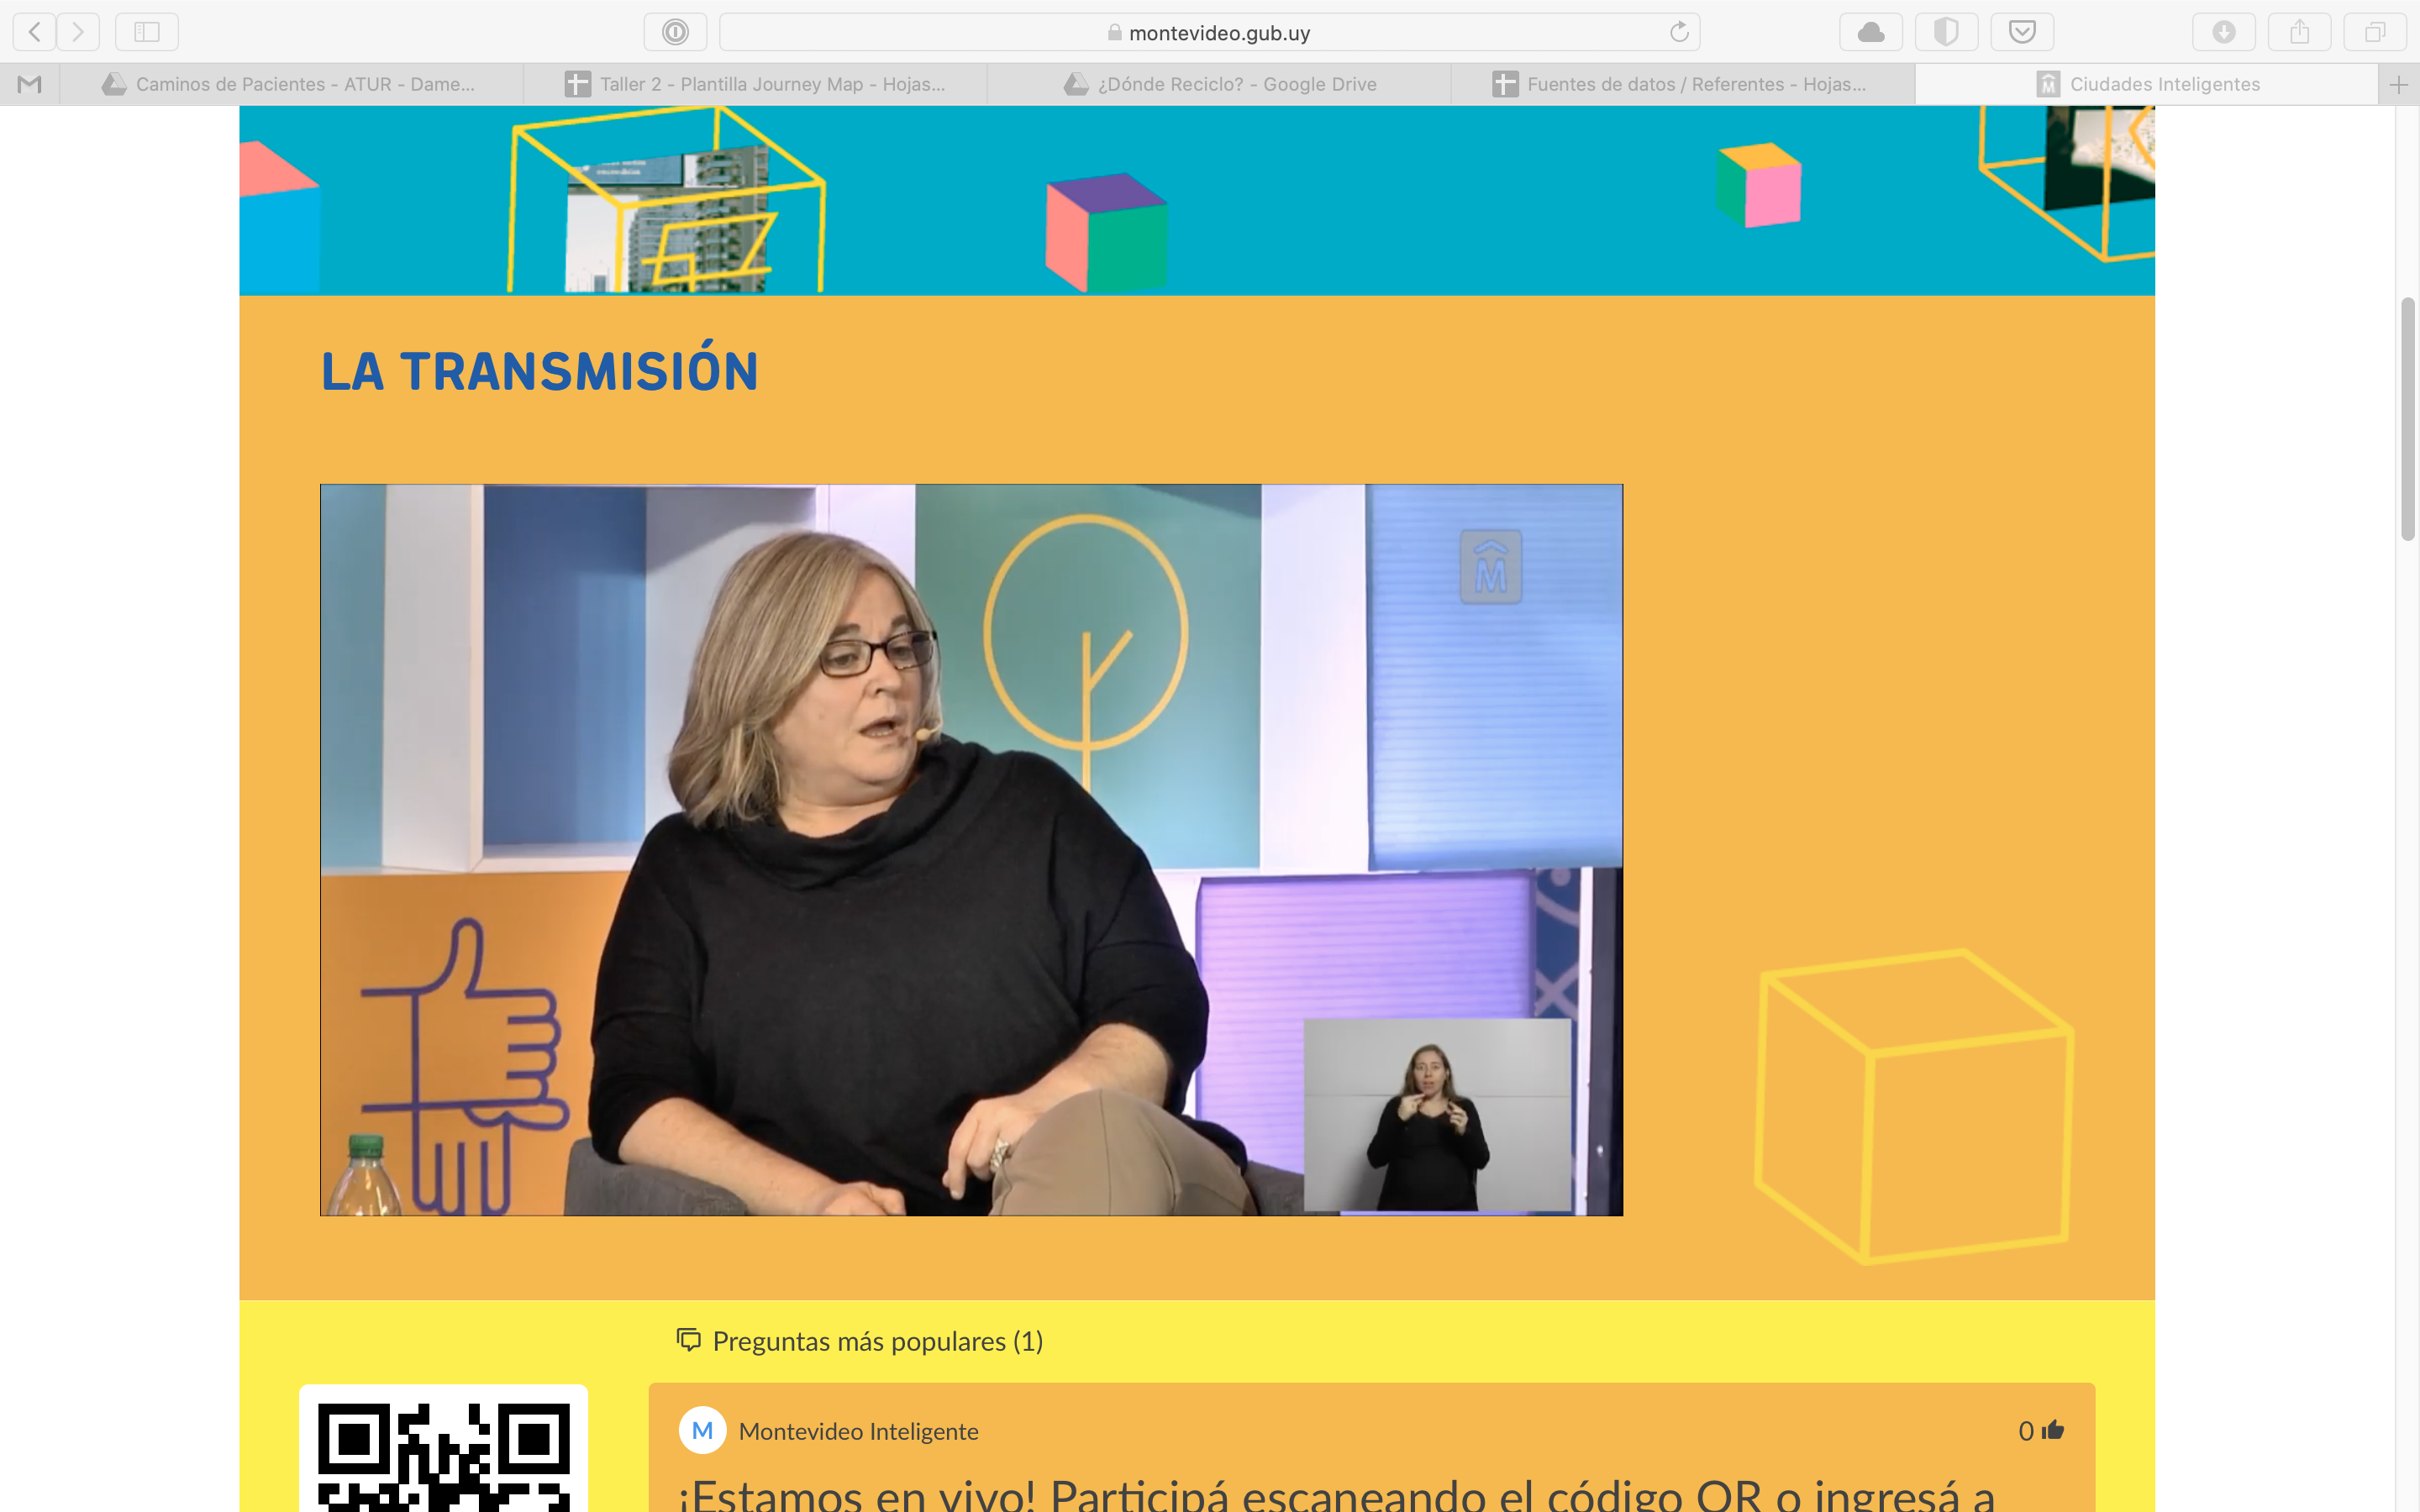 montevideo.gub.uy
Caminos de Pacientes - ATUR - Dame...
Taller 2 - Plantilla Journey Map - Hojas...
¿Dónde Reciclo? - Google Drive
Fuentes de datos / Referentes - Hojas...
Ciudades Inteligentes
LA TRANSMISIÓN
M
Preguntas más populares (1)
M Montevideo Inteligente
0
¡Estamos en vivo! Participá escaneando el código QR o ingresá a